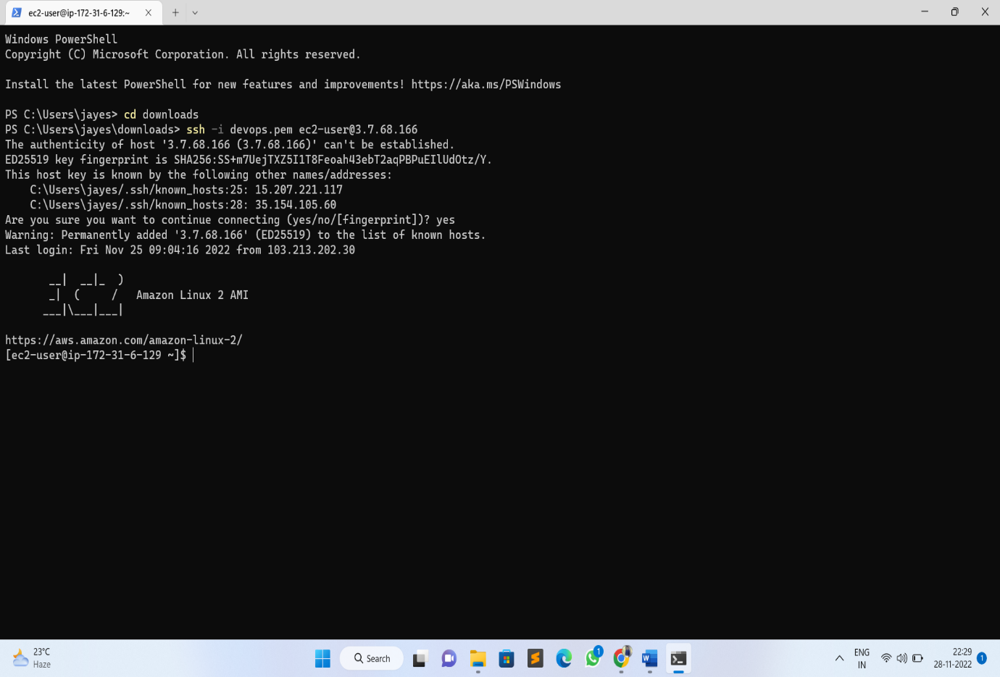 ec2-user@ip-172-31-6-129:~
Windows PowerShell
Copyright (C) Microsoft Corporation. All rights reserved.
Install the latest PowerShell for new features and improvements! https://aka.ms/PSWindows
PS C:\Users\jayes> cd downloads
PS C:\Users\jayes\downloads> ssh -i devops.pem ec2-user@3.7.68.166
The authenticity of host '3.7.68.166 (3.7.68.166)' can't be established.
ED25519 key fingerprint is SHA256:SS+m7UejTXZ5I1T8Feoah43ebT2aqPBPuEIlUdOtz/Y.
This host key is known by the following other names/addresses:
    C:\Users\jayes/.ssh/known_hosts:25: 15.207.221.117
    C:\Users\jayes/.ssh/known_hosts:28: 35.154.105.60
Are you sure you want to continue connecting (yes/no/[fingerprint])? yes
Warning: Permanently added '3.7.68.166' (ED25519) to the list of known hosts.
Last login: Fri Nov 25 09:04:16 2022 from 103.213.202.30
       __|  __|_  )
       _|  (     /   Amazon Linux 2 AMI
      ___|\___|___|
https://aws.amazon.com/amazon-linux-2/
[ec2-user@ip-172-31-6-129 ~]$
23°C
Haze
Search
1
W
ENG
IN
22:29
28-11-2022
1